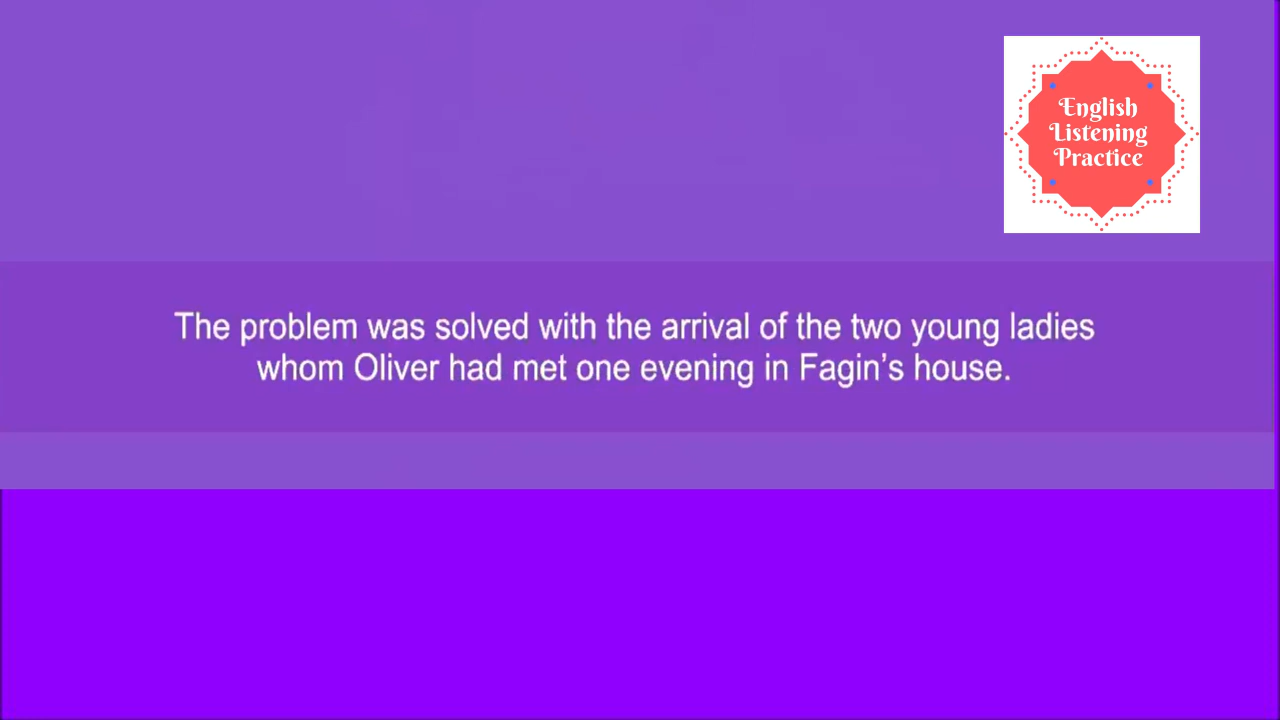 English
Listening
Practice
The problem was solved with the arrival of the two young ladies
whom Oliver had met one evening in Fagin’s house.